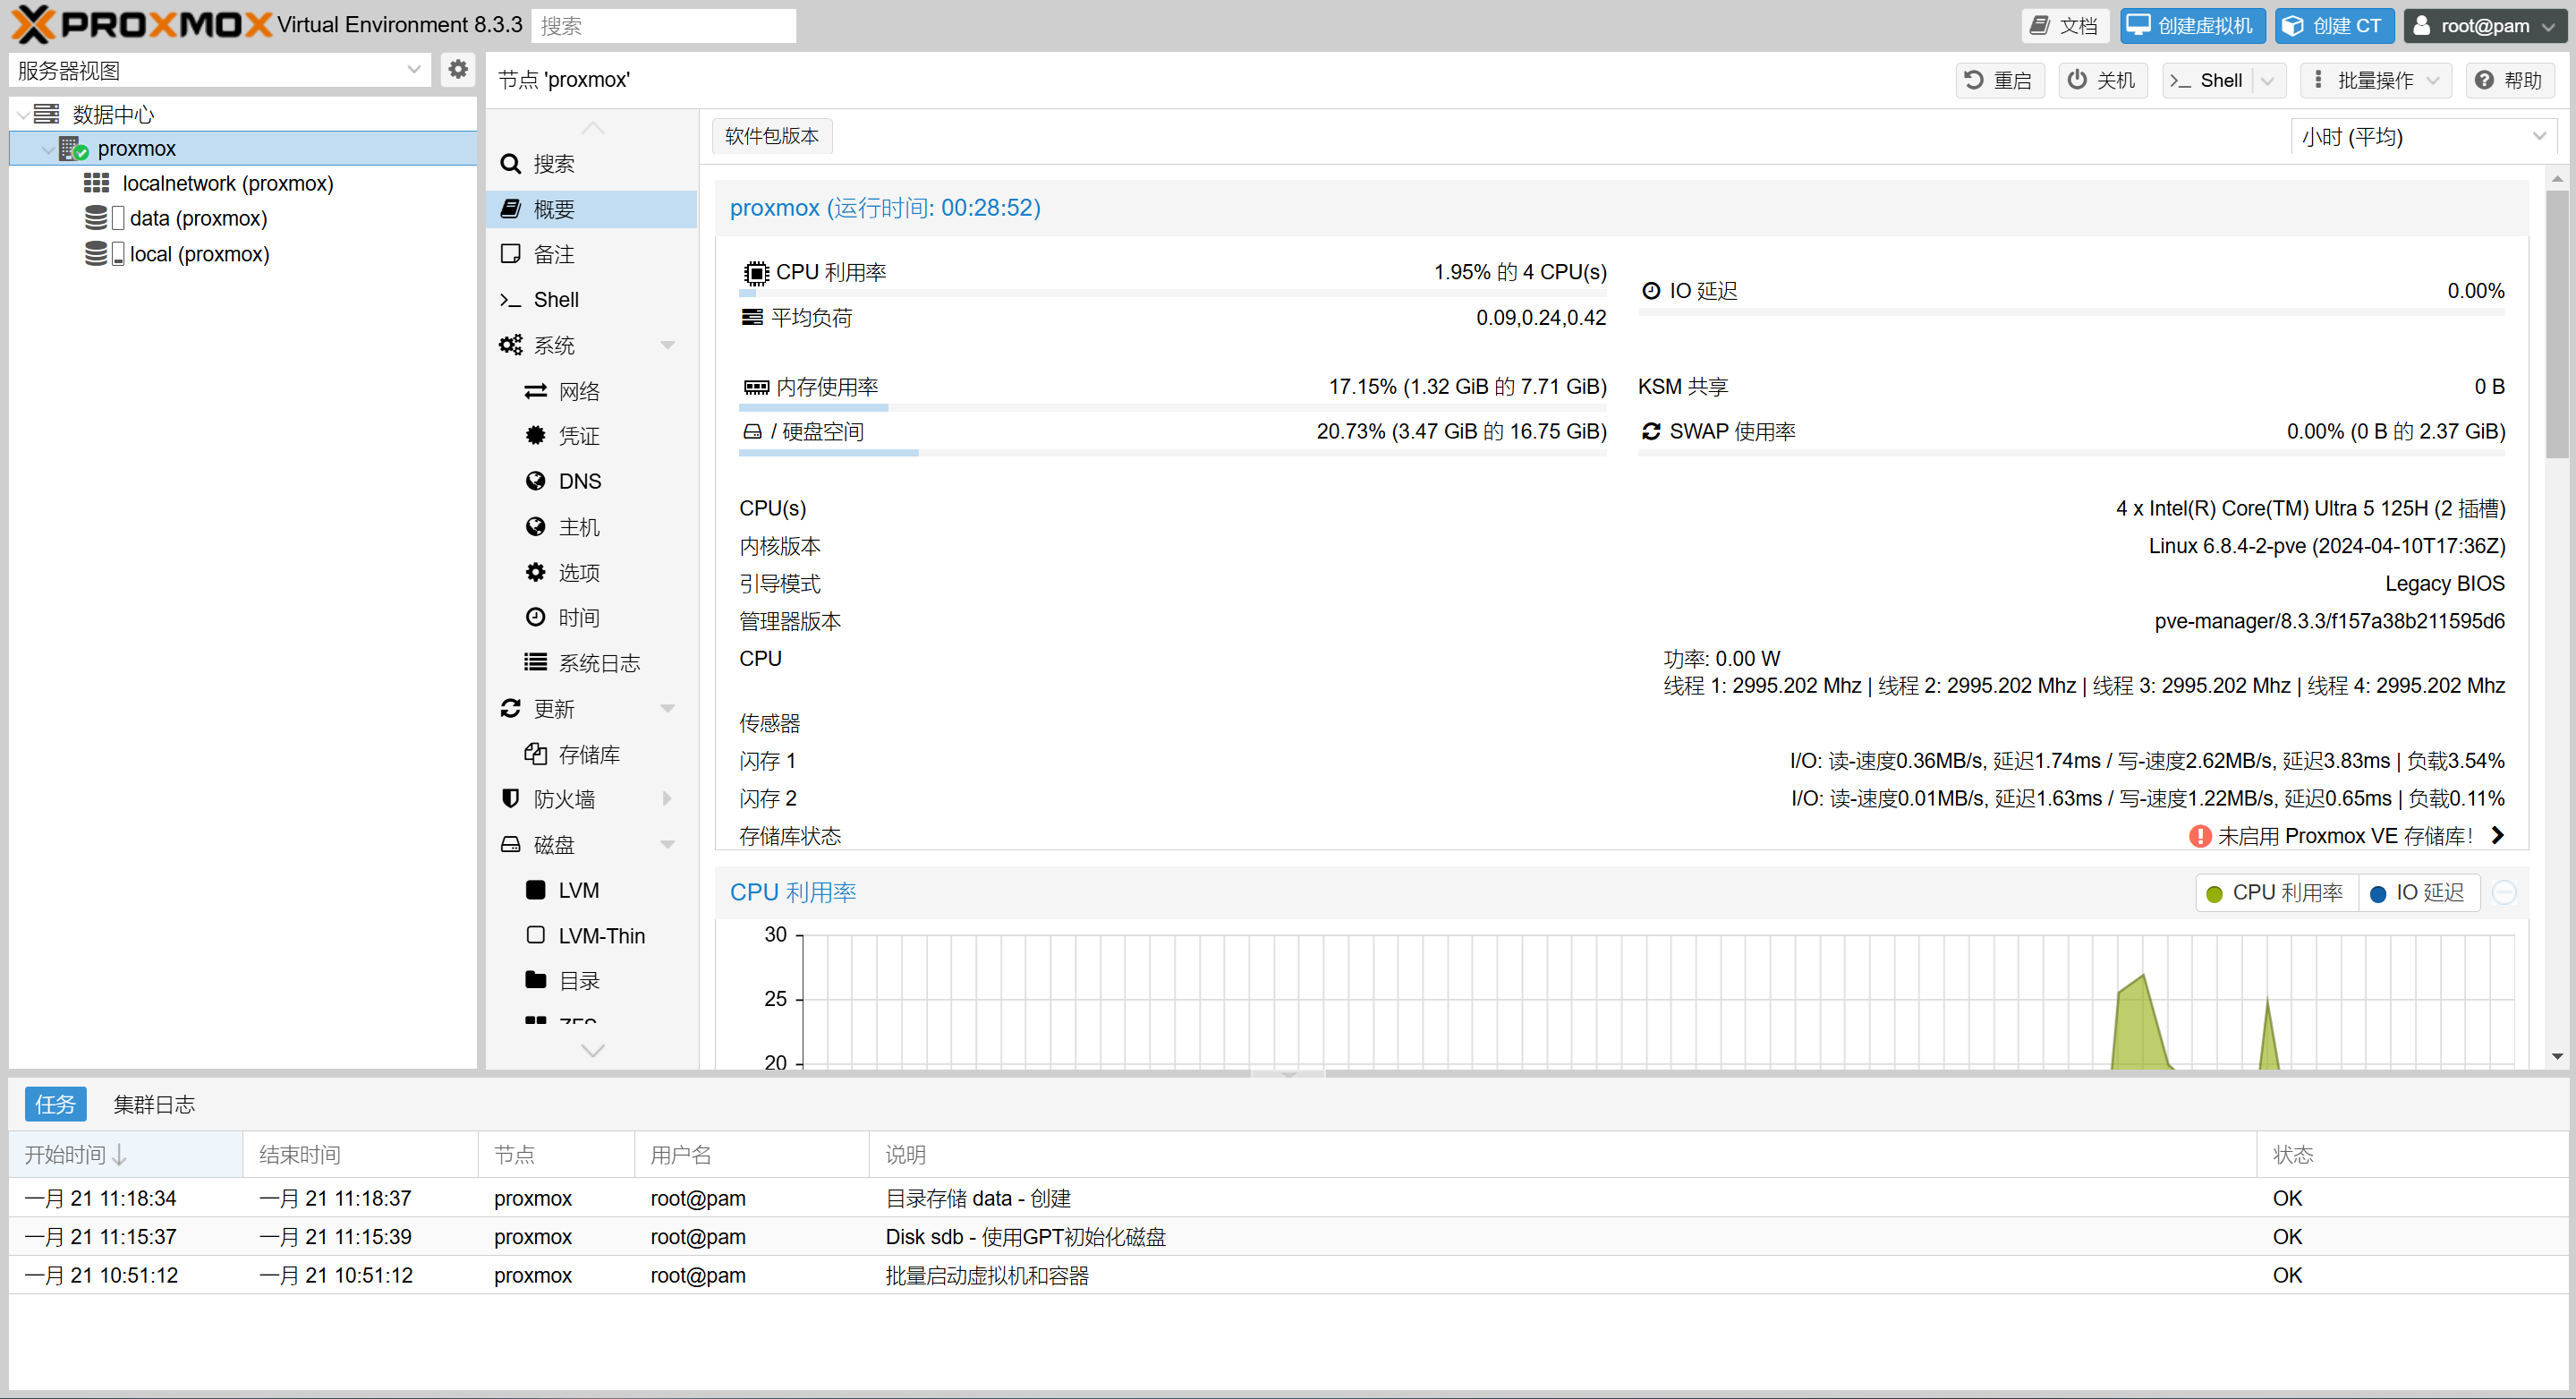 PROXMOX Virtual Environment 8.3.3 搜索 文档 创建虚拟机 创建 CT root@pam
服务器视图
数据中心
proxmox
localnetwork (proxmox)
data (proxmox)
local (proxmox)
节点 'proxmox' 重启 关机 Shell 批量操作 帮助
搜索
概要
备注
Shell
系统
网络
凭证
DNS
主机
选项
时间
系统日志
更新
存储库
防火墙
磁盘
LVM
LVM-Thin
目录
ZFS
软件包版本 小时 (平均)
proxmox (运行时间: 00:28:52)
CPU 利用率 1.95% 的 4 CPU(s)
IO 延迟 0.00%
平均负荷 0.09,0.24,0.42
内存使用率 17.15% (1.32 GiB 的 7.71 GiB)
KSM 共享 0 B
/ 硬盘空间 20.73% (3.47 GiB 的 16.75 GiB)
SWAP 使用率 0.00% (0 B 的 2.37 GiB)
CPU(s) 4 x Intel(R) Core(TM) Ultra 5 125H (2 插槽)
内核版本 Linux 6.8.4-2-pve (2024-04-10T17:36Z)
引导模式 Legacy BIOS
管理器版本 pve-manager/8.3.3/f157a38b211595d6
CPU 功率: 0.00 W
线程 1: 2995.202 Mhz | 线程 2: 2995.202 Mhz | 线程 3: 2995.202 Mhz | 线程 4: 2995.202 Mhz
传感器
闪存 1 I/O: 读-速度0.36MB/s, 延迟1.74ms / 写-速度2.62MB/s, 延迟3.83ms | 负载3.54%
闪存 2 I/O: 读-速度0.01MB/s, 延迟1.63ms / 写-速度1.22MB/s, 延迟0.65ms | 负载0.11%
存储库状态 未启用 Proxmox VE 存储库!
CPU 利用率 CPU 利用率 IO 延迟
30
25
20
任务 集群日志
开始时间 结束时间 节点 用户名 说明 状态
一月 21 11:18:34 一月 21 11:18:37 proxmox root@pam 目录存储 data - 创建 OK
一月 21 11:15:37 一月 21 11:15:39 proxmox root@pam Disk sdb - 使用GPT初始化磁盘 OK
一月 21 10:51:12 一月 21 10:51:12 proxmox root@pam 批量启动虚拟机和容器 OK